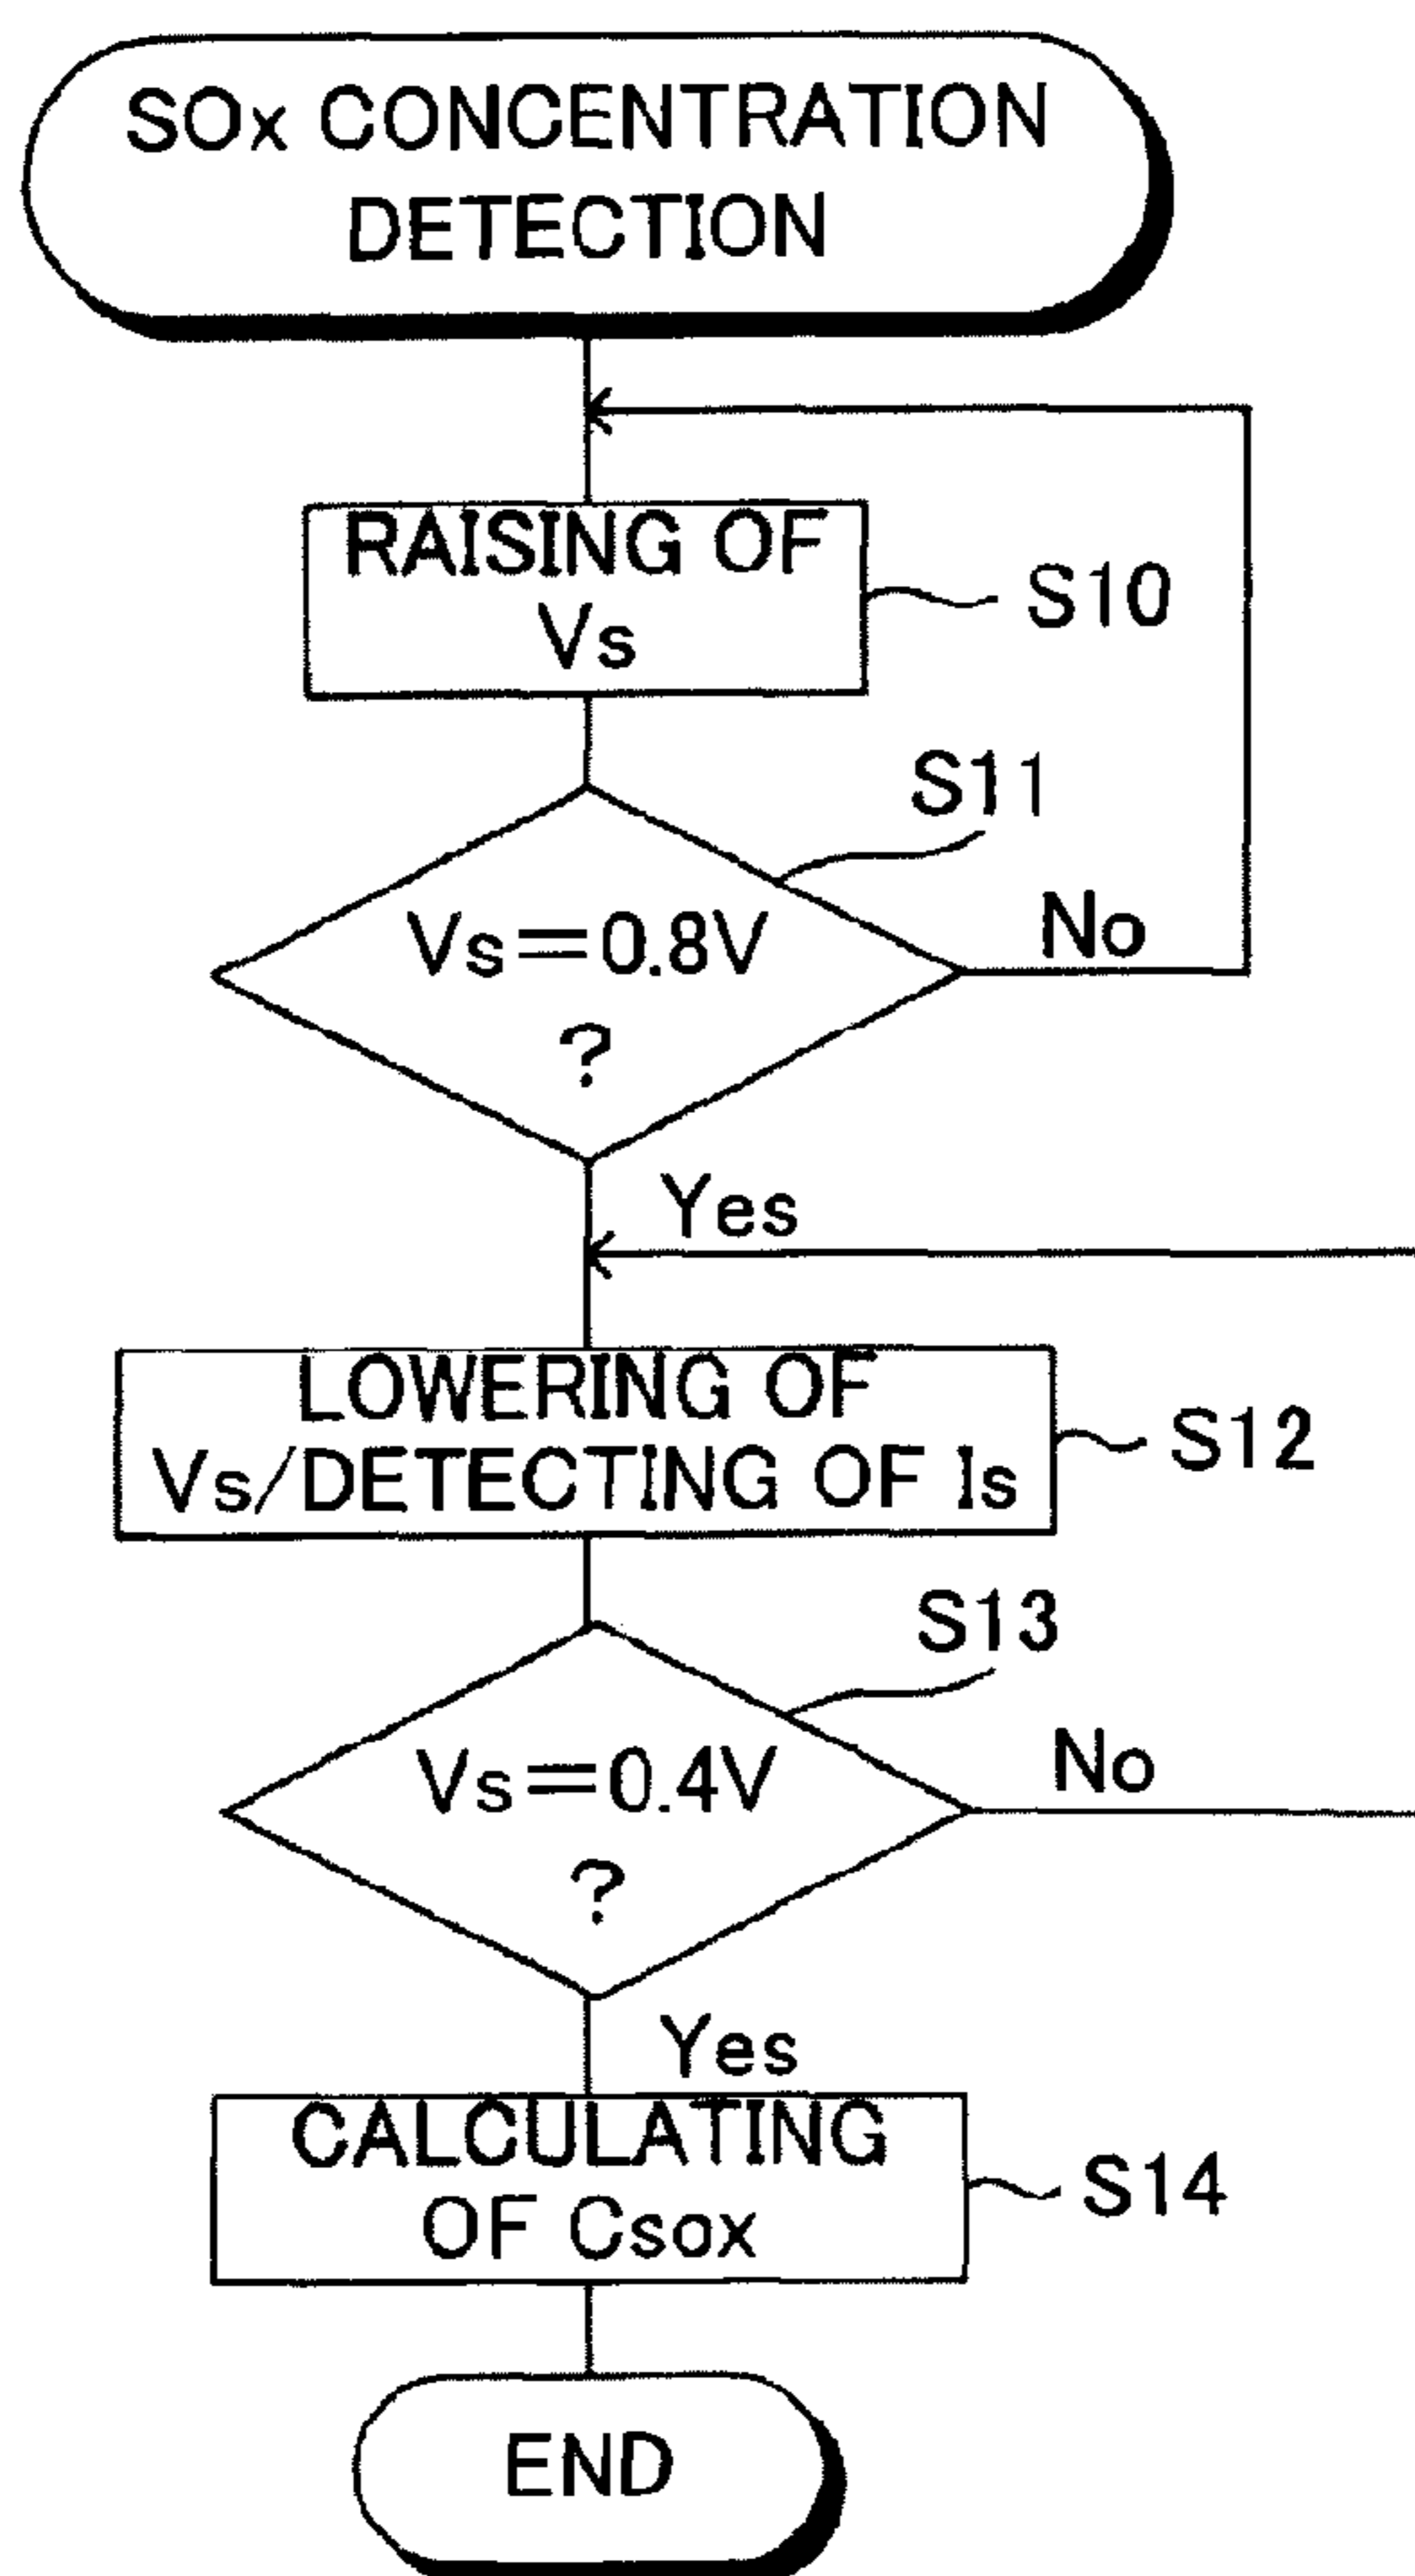 SOx CONCENTRATION
DETECTION
RAISING OF
Vs
S10
S11
Vs=0.8V
?
No
Yes
LOWERING OF
Vs/DETECTING OF Is
S12
S13
Vs=0.4V
?
No
Yes
CALCULATING
OF Csox
S14
END